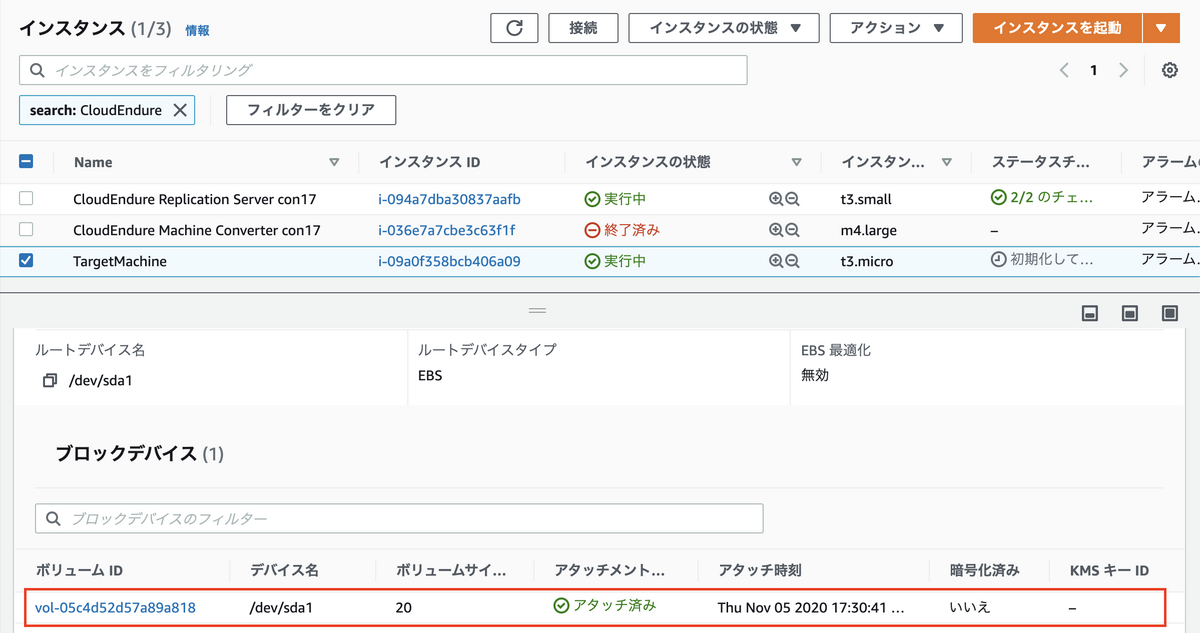 インスタンス (1/3) 情報 接続 インスタンスの状態 アクション インスタンスを起動
インスタンスをフィルタリング 1
search: CloudEndure フィルターをクリア
Name インスタンス ID インスタンスの状態 インスタン... ステータスチ... アラームの
CloudEndure Replication Server con17 i-094a7dba30837aafb 実行中 t3.small 2/2 のチェ... アラーム.
CloudEndure Machine Converter con17 i-036e7a7cbe3c63f1f 終了済み m4.large – アラーム.
TargetMachine i-09a0f358bcb406a09 実行中 t3.micro 初期化して... アラーム.
ルートデバイス名 ルートデバイスタイプ EBS 最適化
/dev/sda1 EBS 無効
ブロックデバイス (1)
ブロックデバイスのフィルター
ボリューム ID デバイス名 ボリュームサイ... アタッチメント... アタッチ時刻 暗号化済み KMS キー ID
vol-05c4d52d57a89a818 /dev/sda1 20 アタッチ済み Thu Nov 05 2020 17:30:41 ... いいえ –